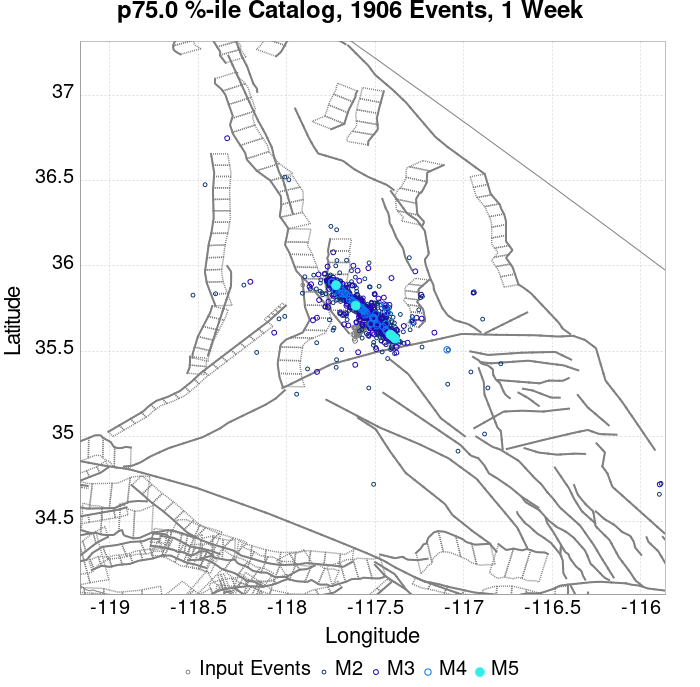 p75.0 %-ile Catalog, 1906 Events, 1 Week
37
36.5
36
35.5
35
34.5
Latitude
-119
-118.5
-118
-117.5
-117
-116.5
-116
Longitude
Input Events
M2
M3
M4
M5